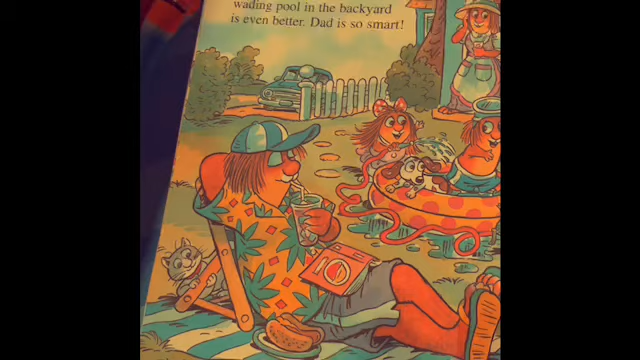 wading pool in the backyard
is even better. Dad is so smart!